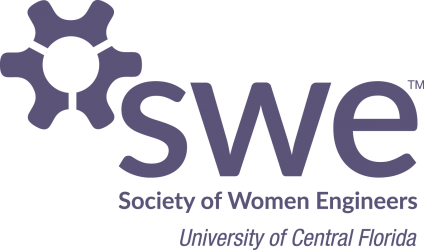 swe™
Society of Women Engineers
University of Central Florida